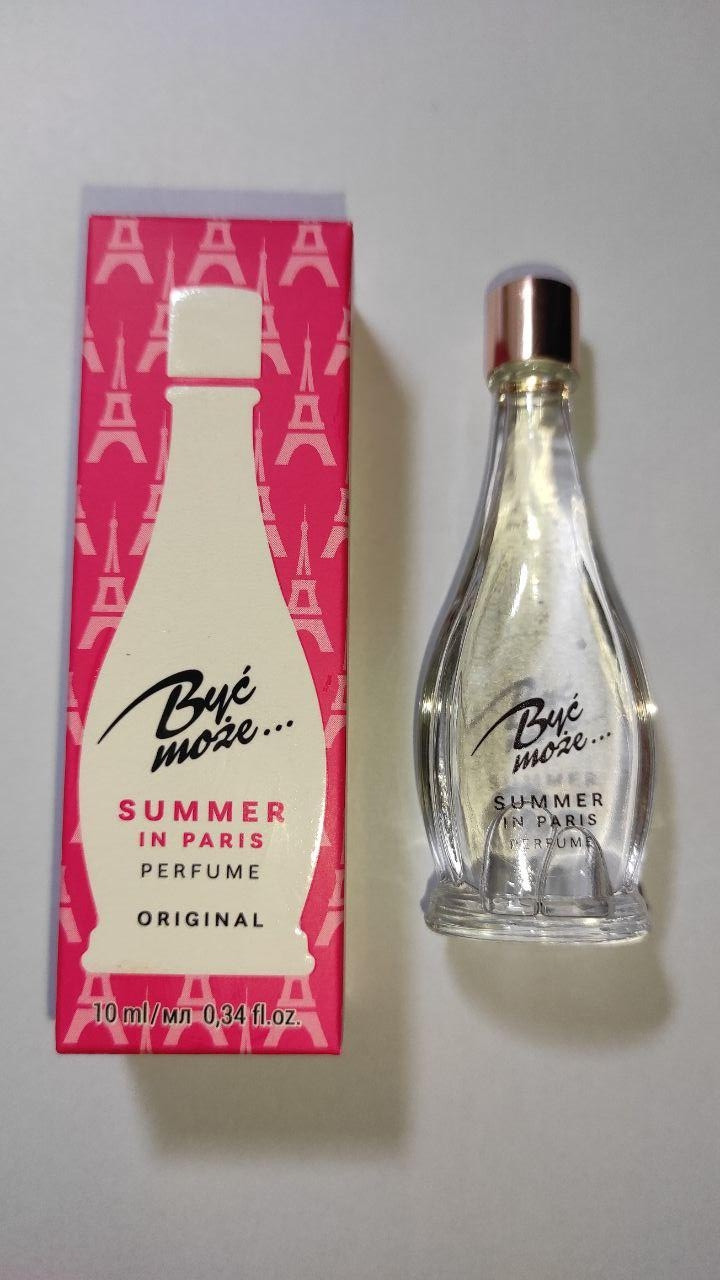 Być
może...
SUMMER
IN PARIS
PERFUME
ORIGINAL
10 ml/мл 0,34 fl.oz.
Być
może...
SUMMER
IN PARIS
PERFUME